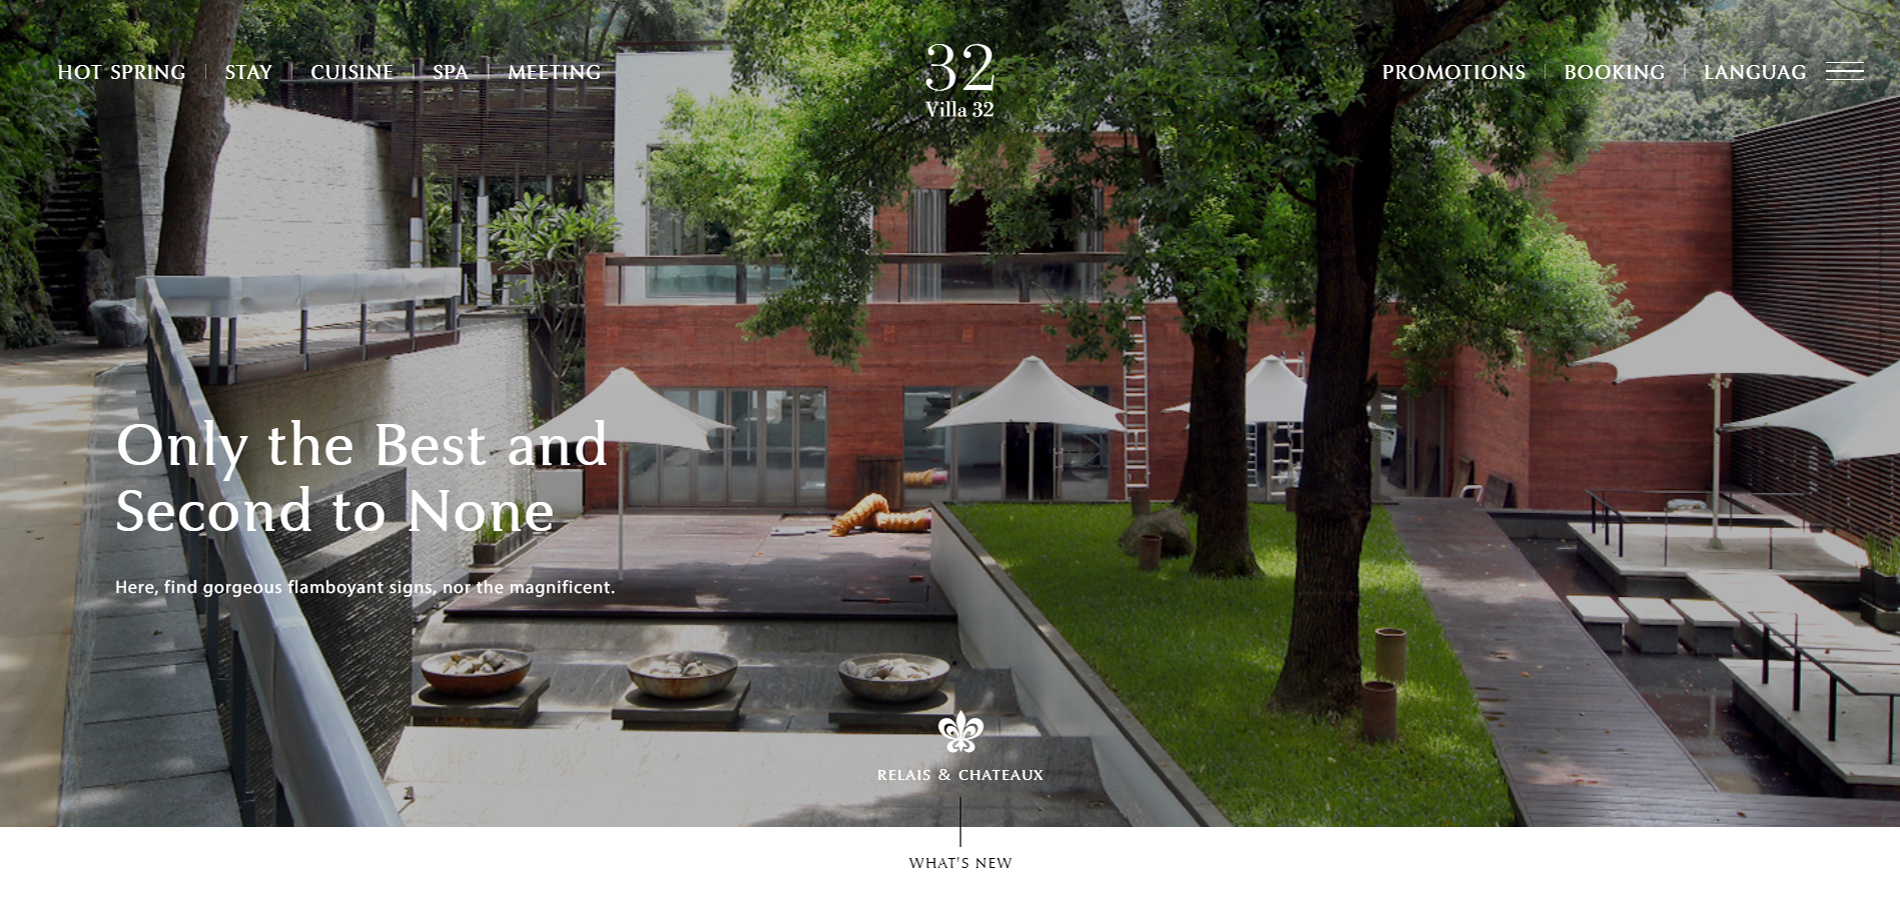 HOT SPRING
STAY
CUISINE
SPA
MEETING
32
Villa 32
PROMOTIONS
BOOKING
LANGUAG
Only the Best and
Second to None
Here, find gorgeous flamboyant signs, nor the magnificent.
RELAIS & CHATEAUX
WHAT'S NEW